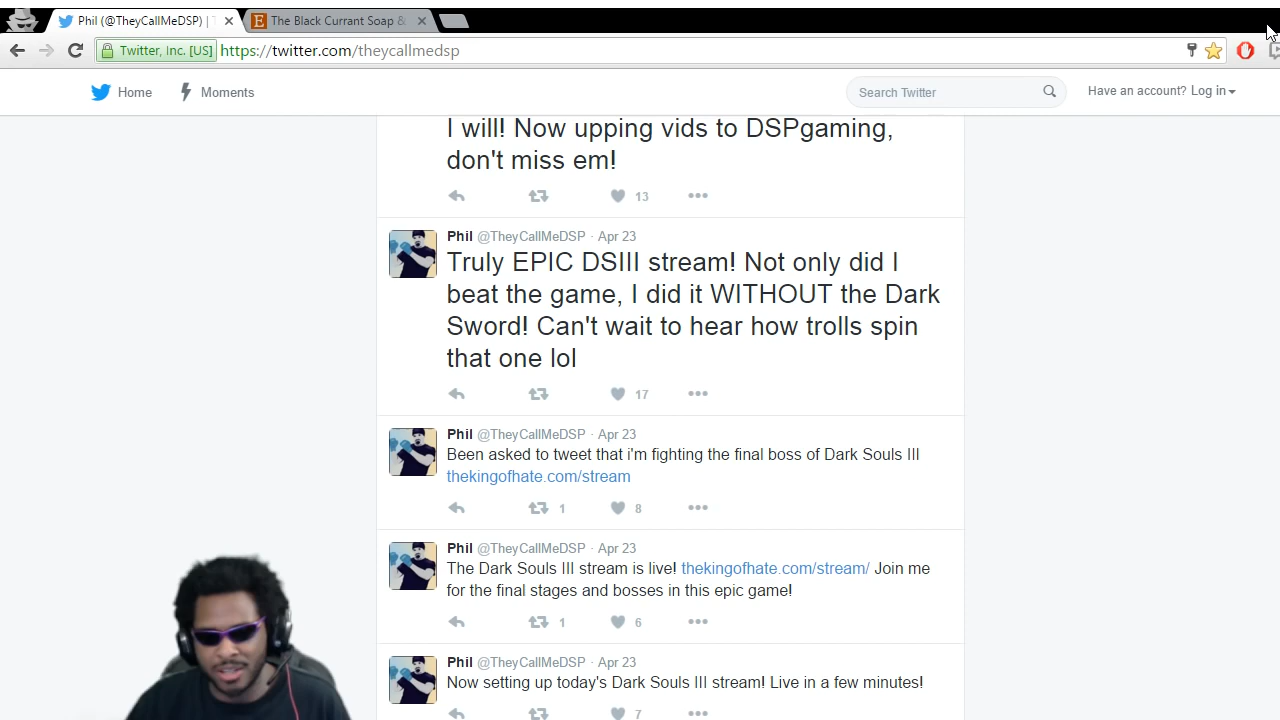 Phil (@TheyCallMeDSP) | T
The Black Currant Soap &
Twitter, Inc. [US] https://twitter.com/theycallmedsp
Home
Moments
Search Twitter
Have an account? Log in
I will! Now upping vids to DSPgaming,
don't miss em!
13
Phil @TheyCallMeDSP · Apr 23
Truly EPIC DSIII stream! Not only did I
beat the game, I did it WITHOUT the Dark
Sword! Can't wait to hear how trolls spin
that one lol
17
Phil @TheyCallMeDSP · Apr 23
Been asked to tweet that i'm fighting the final boss of Dark Souls III
thekingofhate.com/stream
1 8
Phil @TheyCallMeDSP · Apr 23
The Dark Souls III stream is live! thekingofhate.com/stream/ Join me
for the final stages and bosses in this epic game!
1 6
Phil @TheyCallMeDSP · Apr 23
Now setting up today's Dark Souls III stream! Live in a few minutes!
7